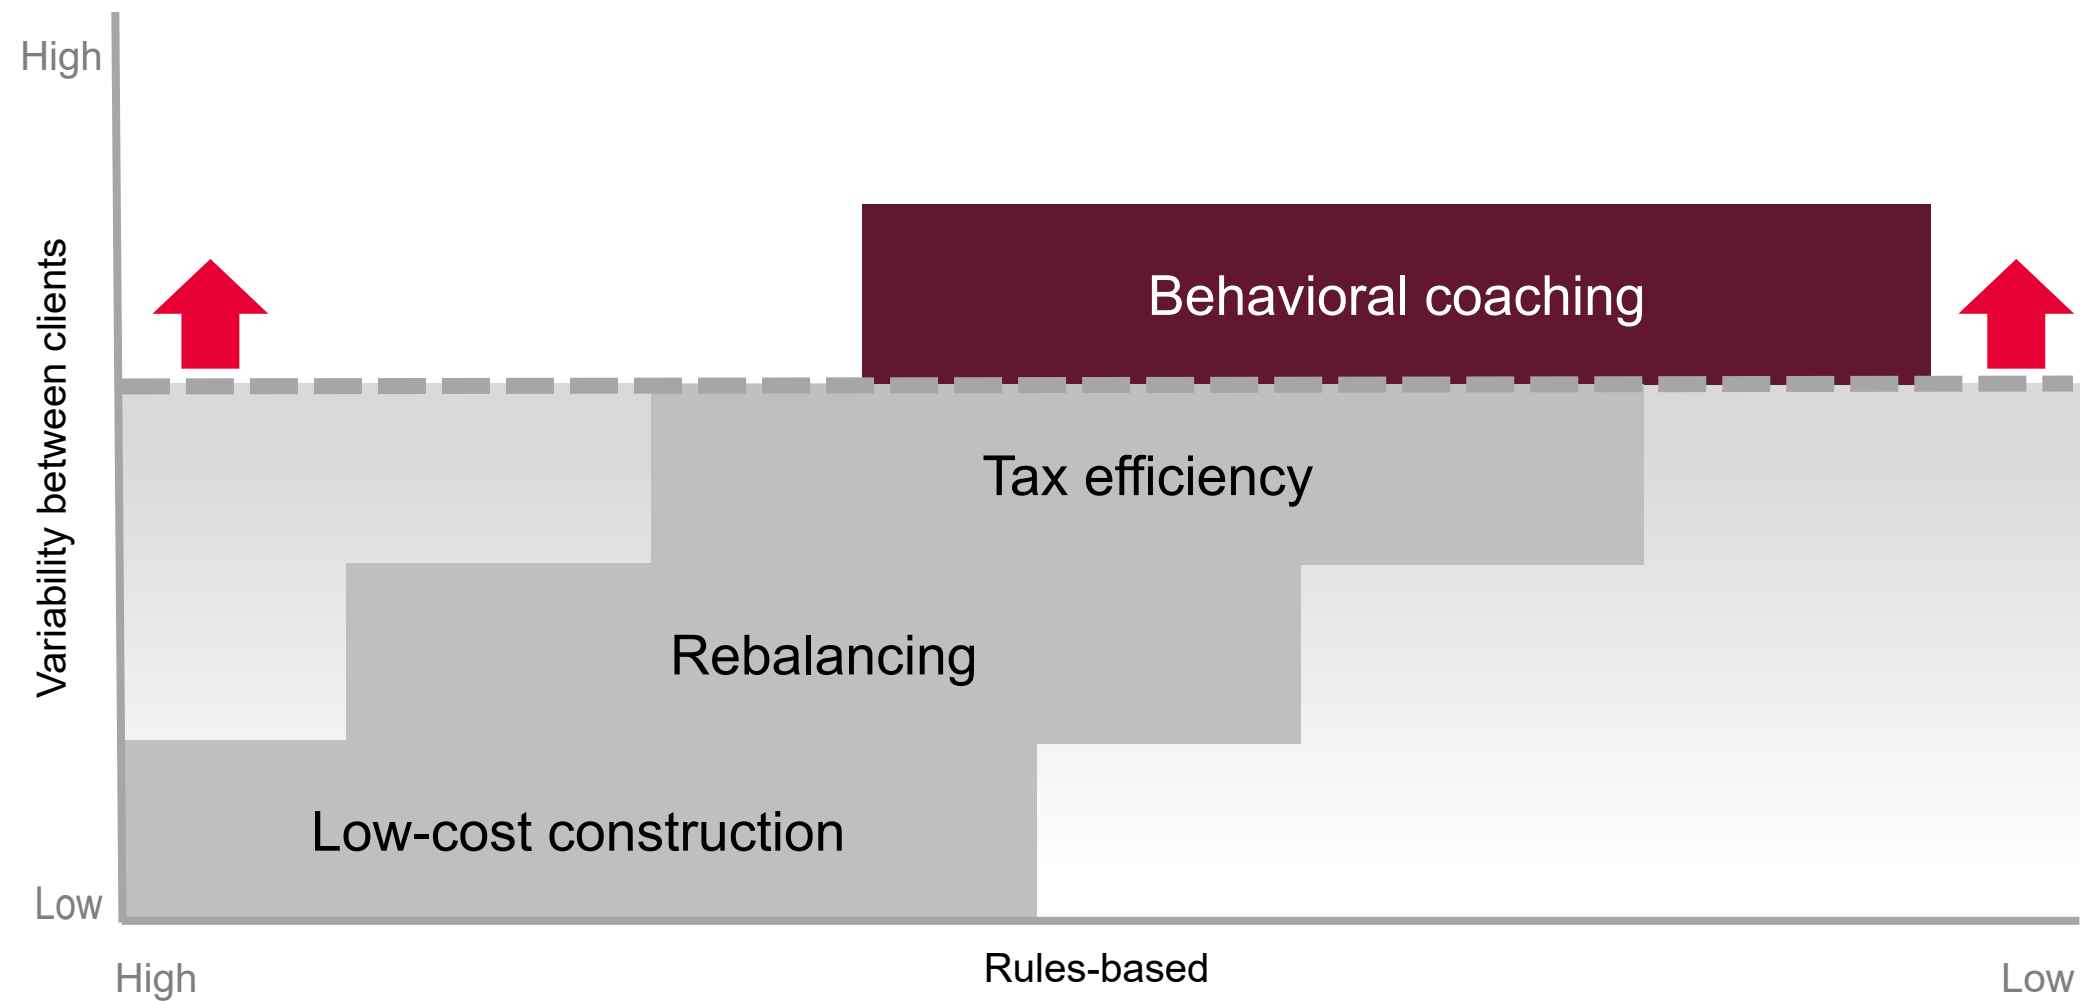 High
Variability between clients
Behavioral coaching
Tax efficiency
Rebalancing
Low-cost construction
Low
High
Rules-based
Low